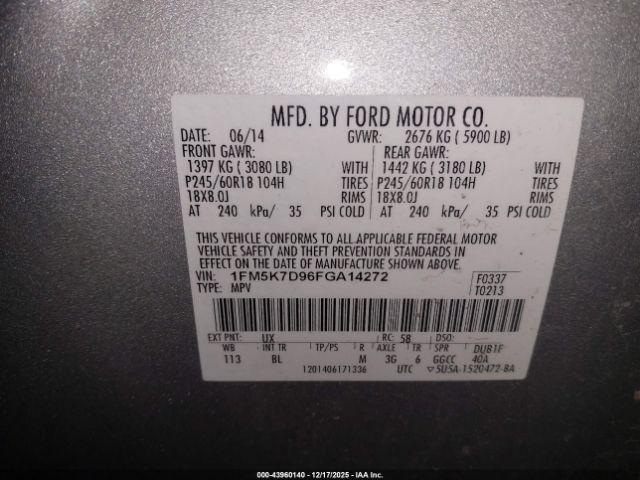 MFD. BY FORD MOTOR CO.
DATE: 06/14 GVWR: 2676 KG ( 5900 LB)
FRONT GAWR: REAR GAWR:
1397 KG ( 3080 LB) WITH 1442 KG ( 3180 LB) WITH
P245/60R18 104H TIRES P245/60R18 104H TIRES
18X8.0J RIMS 18X8.0J RIMS
AT 240 kPa/ 35 PSI COLD AT 240 kPa/ 35 PSI COLD
THIS VEHICLE CONFORMS TO ALL APPLICABLE FEDERAL MOTOR
VEHICLE SAFETY AND THEFT PREVENTION STANDARDS IN
EFFECT ON THE DATE OF MANUFACTURE SHOWN ABOVE.
VIN: 1FM5K7D96FGA14272 F0337
TYPE: MPV T0213
EXT PNT: UX RC: 58 DSO:
WB INT TR TP/PS R AXLE TR SPR DUB1F
113 BL M 3G 6 GGCC 40A
1201406171336 UTC ▽5U5A-1520472-BA
000-43960140 - 12/17/2025 - IAA Inc.